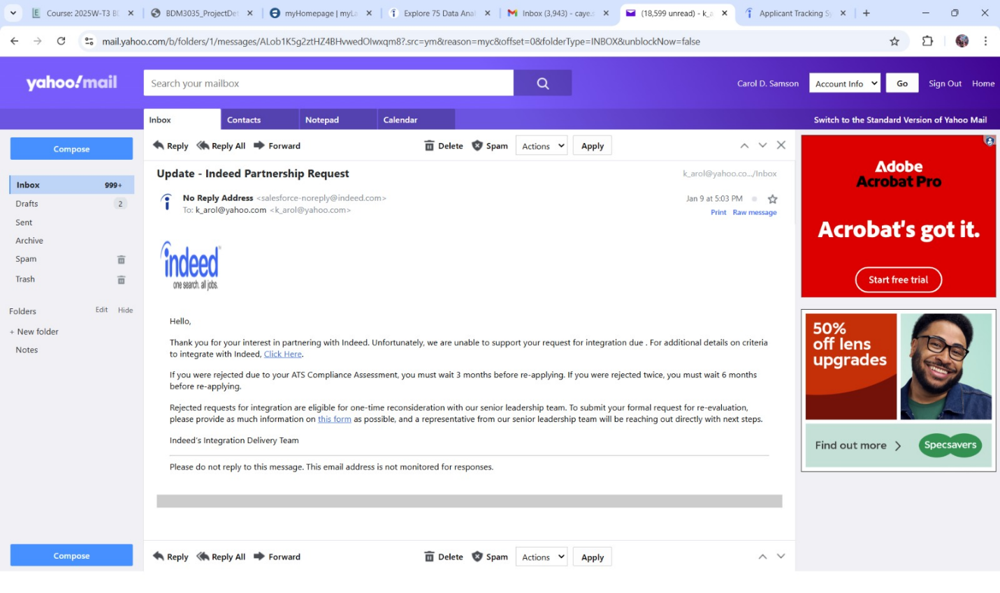 Course: 2025W-T3 BD
BDM3035_ProjectDet
myHomepage | myLa
Explore 75 Data Anal
Inbox (3,943) - caye.s
(18,599 unread) - k_a
Applicant Tracking Sy
mail.yahoo.com/b/folders/1/messages/ALob1K5g2ztHZ4BHvwedOlwxqm8?.src=ym&reason=myc&offset=0&folderType=INBOX&unblockNow=false
yahoo!mail
Search your mailbox
Carol D. Samson
Account Info
Go
Sign Out
Home
Inbox
Contacts
Notepad
Calendar
Switch to the Standard Version of Yahoo Mail
Compose
Inbox 999+
Drafts 2
Sent
Archive
Spam
Trash
Folders Edit Hide
+ New folder
Notes
Compose
Reply Reply All Forward Delete Spam Actions Apply
Update - Indeed Partnership Request
k_arol@yahoo.co.../Inbox
No Reply Address <salesforce-noreply@indeed.com>
Jan 9 at 5:03 PM
To: k_arol@yahoo.com <k_arol@yahoo.com>
Print Raw message
indeed
one search. all jobs.
Hello,
Thank you for your interest in partnering with Indeed. Unfortunately, we are unable to support your request for integration due . For additional details on criteria
to integrate with Indeed, Click Here.
If you were rejected due to your ATS Compliance Assessment, you must wait 3 months before re-applying. If you were rejected twice, you must wait 6 months
before re-applying.
Rejected requests for integration are eligible for one-time reconsideration with our senior leadership team. To submit your formal request for re-evaluation,
please provide as much information on this form as possible, and a representative from our senior leadership team will be reaching out directly with next steps.
Indeed's Integration Delivery Team
Please do not reply to this message. This email address is not monitored for responses.
Reply Reply All Forward Delete Spam Actions Apply
Adobe
Acrobat Pro
Acrobat's got it.
Start free trial
50%
off lens
upgrades
Find out more
Specsavers